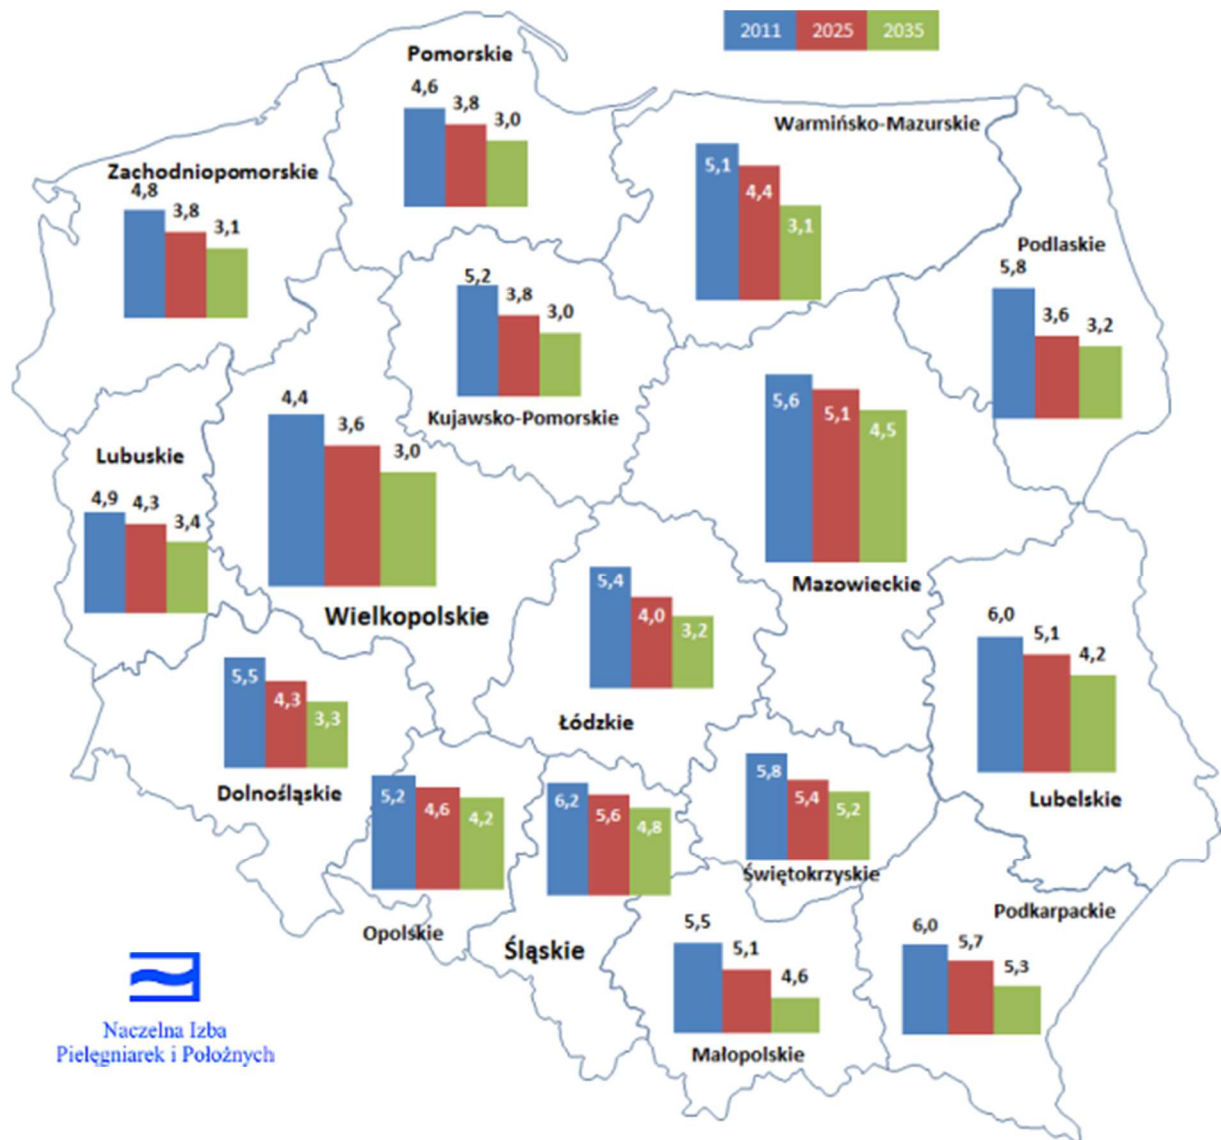 2011 2025 2035
Pomorskie
4,6 3,8 3,0
Warmińsko-Mazurskie
5,1 4,4 3,1
Zachodniopomorskie
4,8 3,8 3,1
Podlaskie
5,8 3,6 3,2
5,2 3,8 3,0
Kujawsko-Pomorskie
4,4 3,6 3,0
Wielkopolskie
5,6 5,1 4,5
Mazowieckie
Lubuskie
4,9 4,3 3,4
5,4 4,0 3,2
Łódzkie
6,0 5,1 4,2
Lubelskie
5,5 4,3 3,3
Dolnośląskie
5,2 4,6 4,2
Opolskie
6,2 5,6 4,8
Śląskie
5,8 5,4 5,2
Świętokrzyskie
Podkarpackie
6,0 5,7 5,3
5,5 5,1 4,6
Małopolskie
Naczelna Izba
Pielęgniarek i Położnych